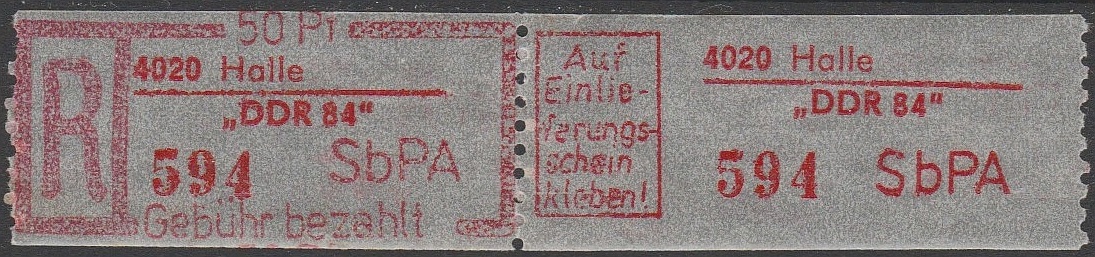 50 Pf
R
4020 Halle
„DDR 84“
594 SbPA
Gebühr bezahlt
Auf
Einlie-
ferungs-
schein
kleben!
4020 Halle
„DDR 84“
594 SbPA